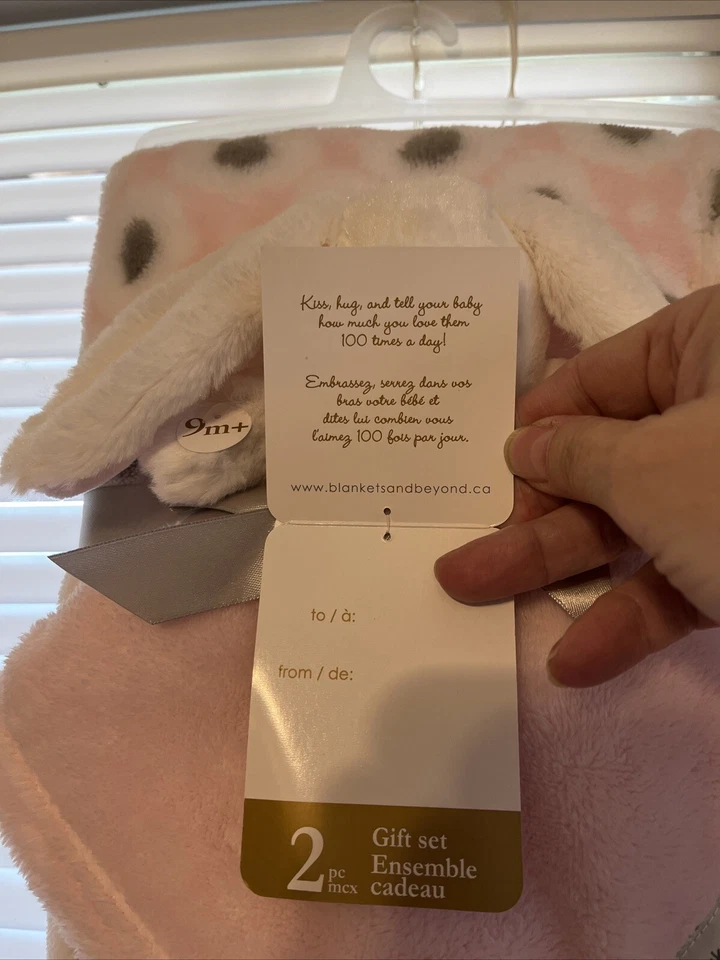 Kiss, hug, and tell your baby
how much you love them
100 times a day!
Embrassez, serrez dans vos
bras votre bébé et
dites lui combien vous
l'aimez 100 fois par jour.
9m+
www.blanketsandbeyond.ca
to / à:
from / de:
2 pc
mcx
Gift set
Ensemble
cadeau